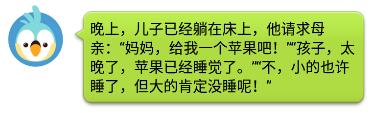 晚上，儿子已经躺在床上，他请求母
亲：“妈妈，给我一个苹果吧！”“孩子，太
晚了，苹果已经睡觉了。”“不，小的也许
睡了，但大的肯定没睡呢！”